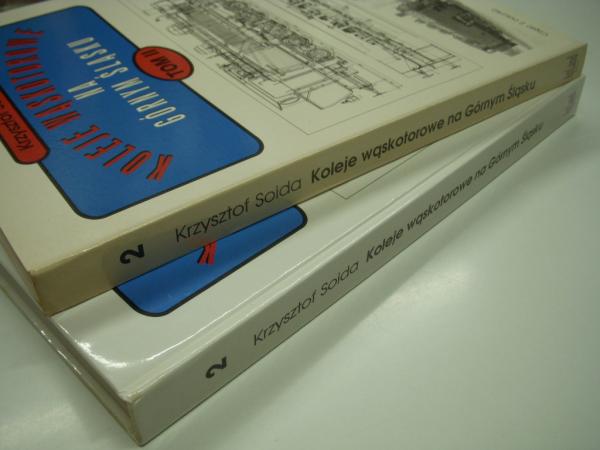 KOLEJE WĄSKOTOROWE
NA
GÓRNYM ŚLĄSKU
TOM II
Krzysztof
2 Krzysztof Soida Koleje wąskotorowe na Górnym Śląsku
2 Krzysztof Soida Koleje wąskotorowe na Górnym Śląsku
K